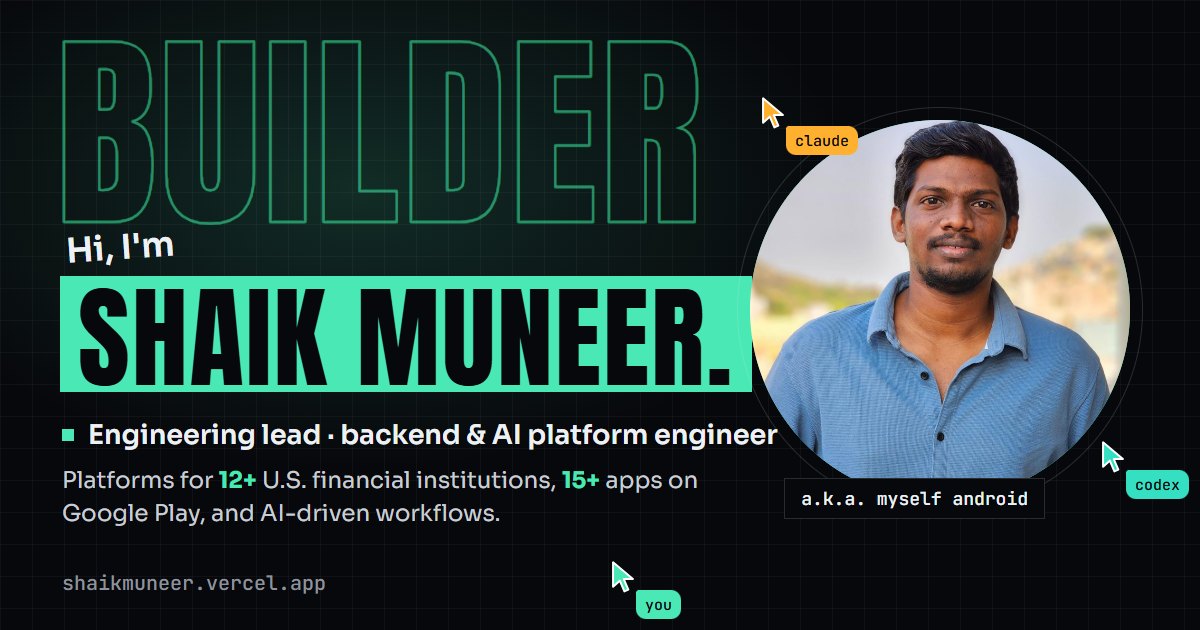 BUILDER
Hi, I'm
SHAIK MUNEER.
Engineering lead · backend & AI platform engineer
Platforms for 12+ U.S. financial institutions, 15+ apps on
Google Play, and AI-driven workflows.
shaikmuneer.vercel.app
claude
a.k.a. myself android
codex
you